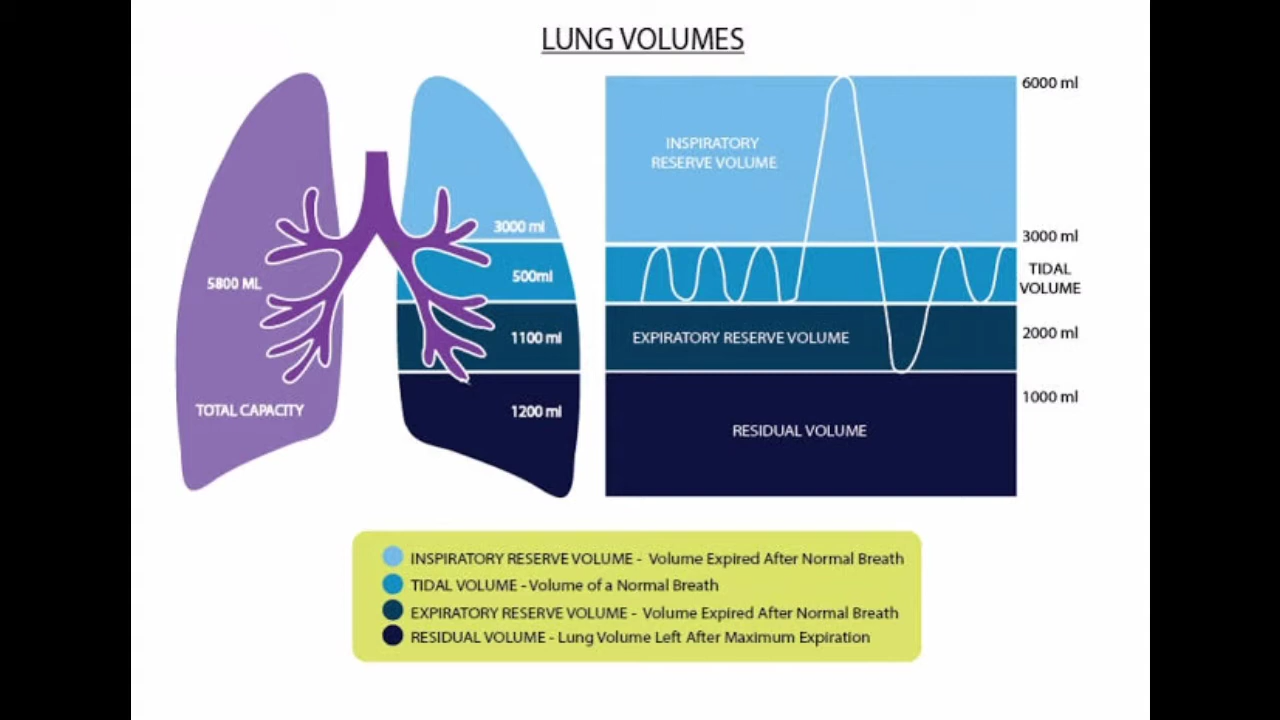 LUNG VOLUMES
3000 ml
500ml
1100 ml
1200 ml
5800 ML
TOTAL CAPACITY
INSPIRATORY
RESERVE VOLUME
EXPIRATORY RESERVE VOLUME
RESIDUAL VOLUME
6000 ml
3000 ml
TIDAL
VOLUME
2000 ml
1000 ml
INSPIRATORY RESERVE VOLUME - Volume Expired After Normal Breath
TIDAL VOLUME - Volume of a Normal Breath
EXPIRATORY RESERVE VOLUME - Volume Expired After Normal Breath
RESIDUAL VOLUME - Lung Volume Left After Maximum Expiration